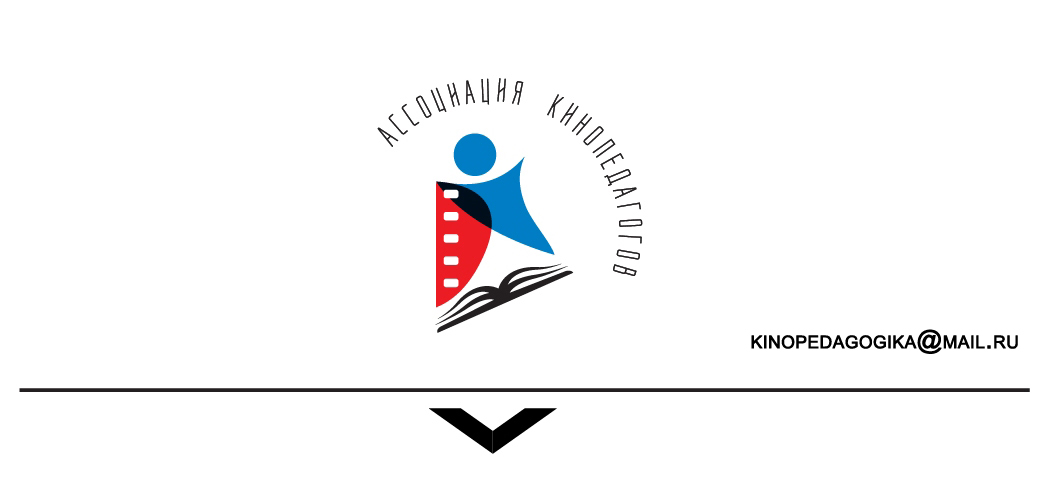 АССОЦИАЦИЯ КИНОПЕДАГОГОВ
KINOPEDAGOGIKA@MAIL.RU